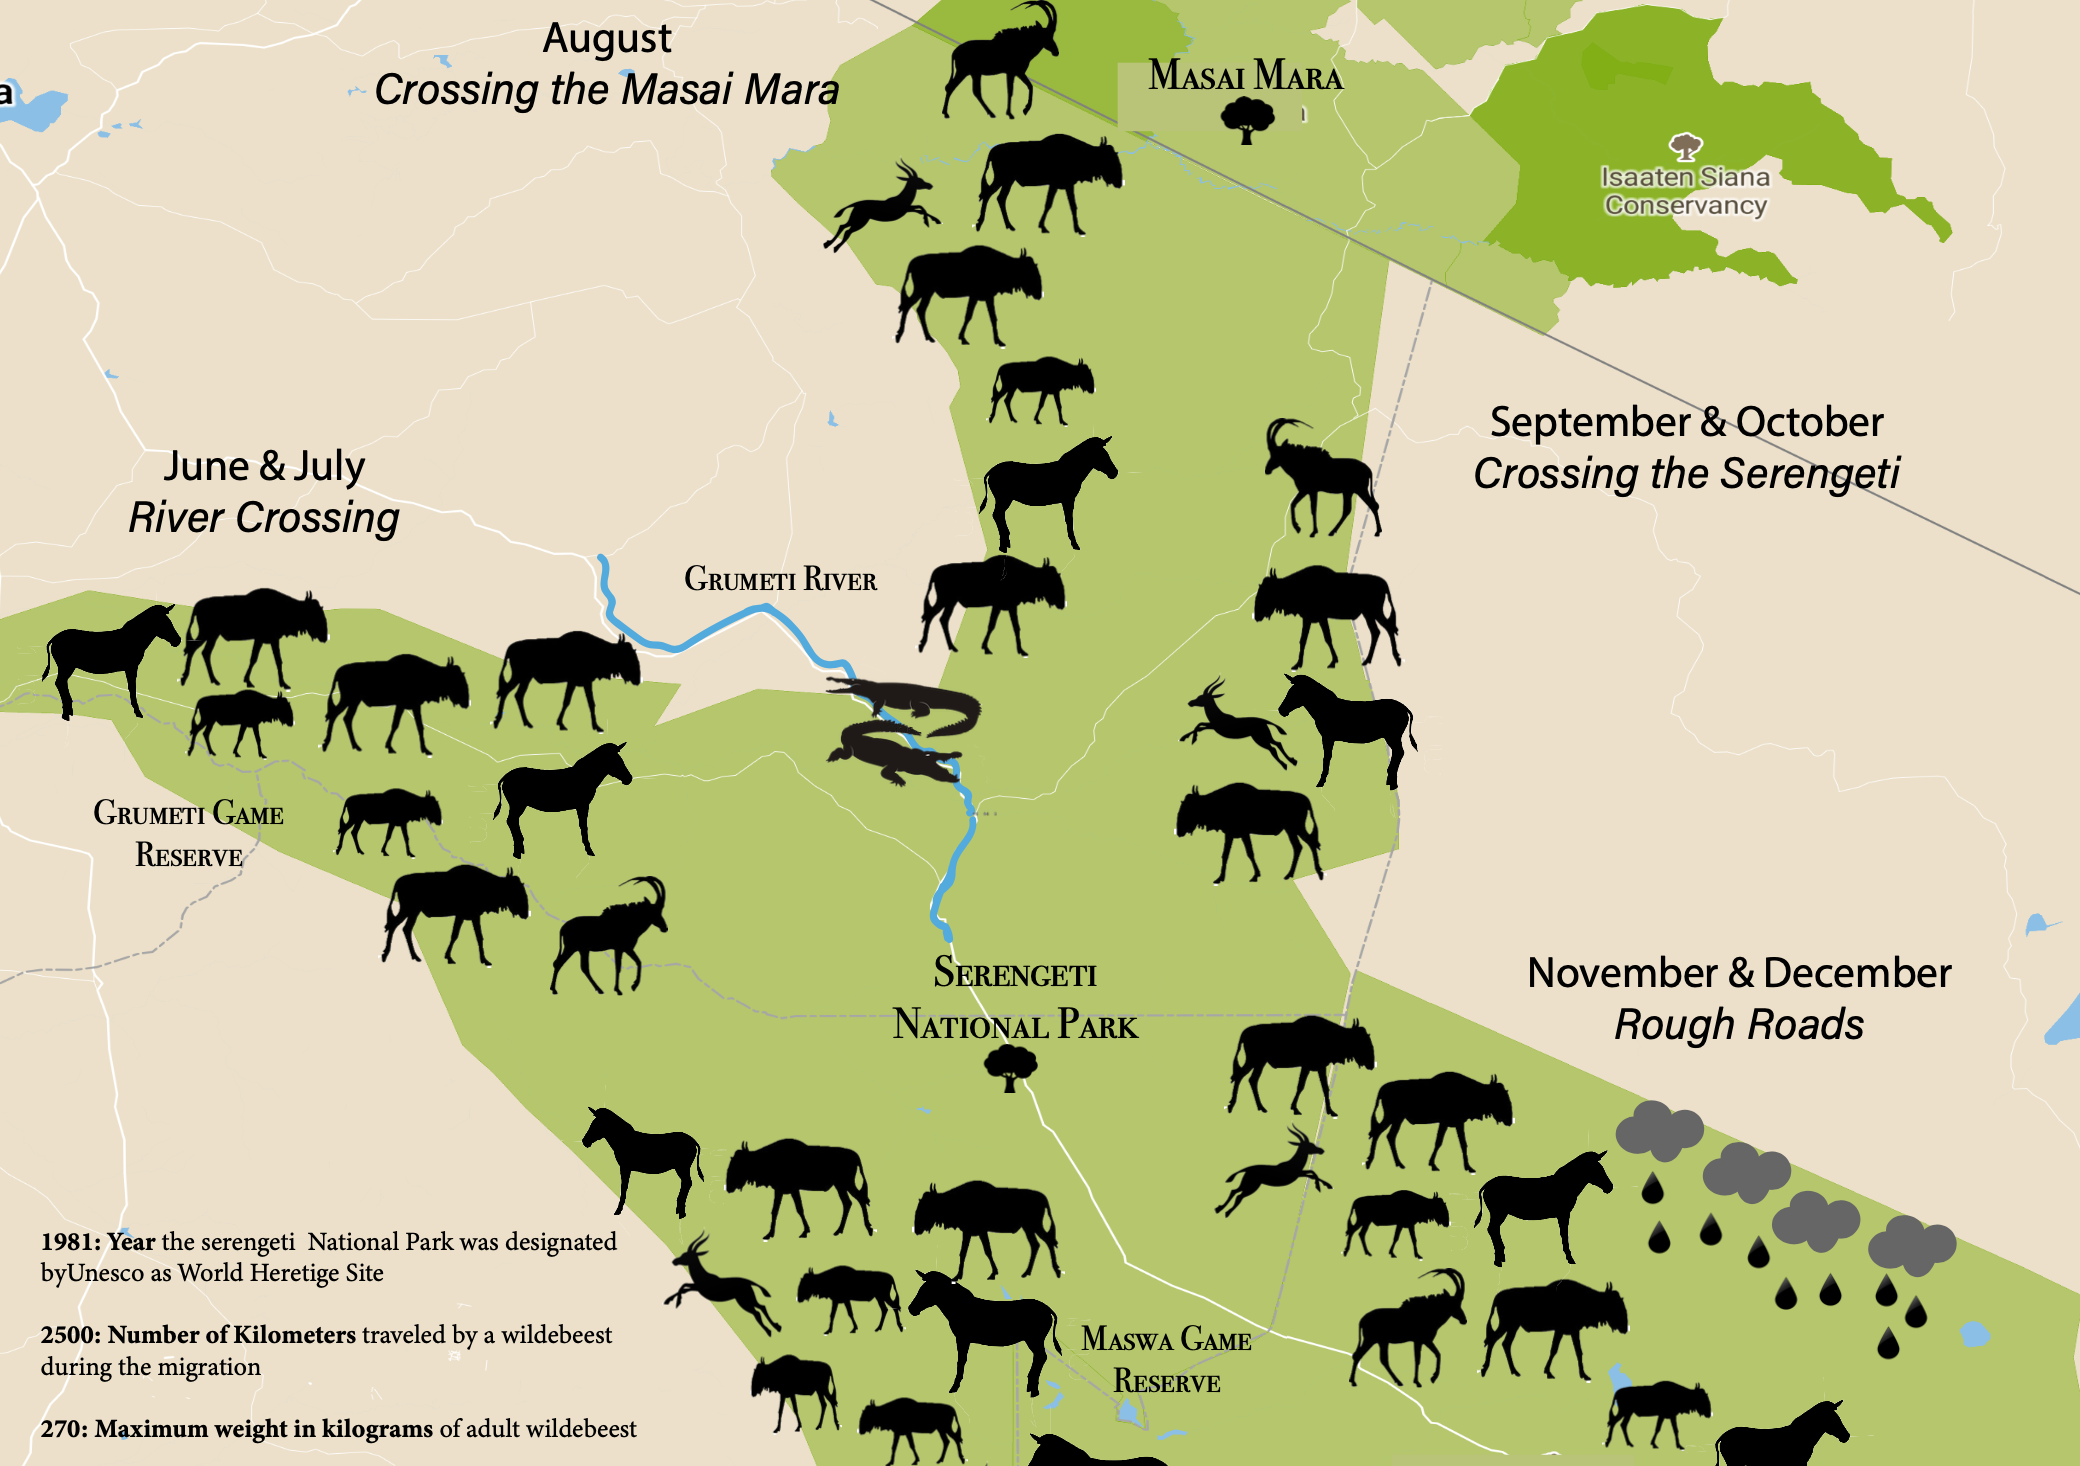 August
Crossing the Masai Mara
a
Masai Mara
Isaaten Siana
Conservancy
September & October
Crossing the Serengeti
June & July
River Crossing
Grumeti River
Grumeti Game
Reserve
Serengeti
National Park
November & December
Rough Roads
Maswa Game
Reserve
1981: Year the serengeti  National Park was designated
byUnesco as World Heretige Site
2500: Number of Kilometers traveled by a wildebeest
during the migration
270: Maximum weight in kilograms of adult wildebeest